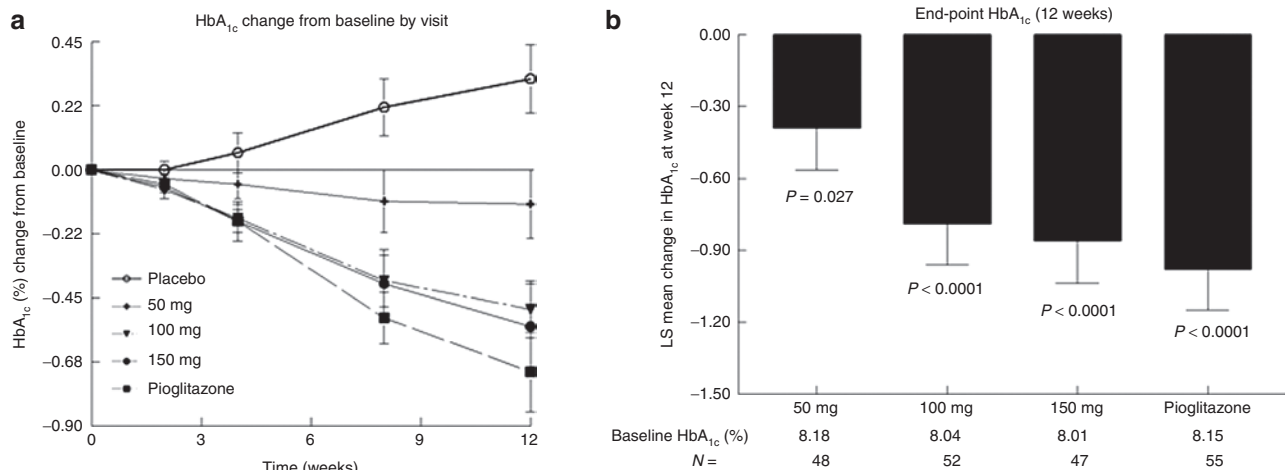 a
HbA1c change from baseline by visit
HbA1c (%) change from baseline
0.45
0.22
0.00
−0.22
−0.45
−0.68
−0.90
Placebo
50 mg
100 mg
150 mg
Pioglitazone
0 3 6 9 12
Time (weeks)
b
End-point HbA1c (12 weeks)
LS mean change in HbA1c at week 12
0.00
−0.30
−0.60
−0.90
−1.20
−1.50
P = 0.027
P < 0.0001
P < 0.0001
P < 0.0001
50 mg 100 mg 150 mg Pioglitazone
Baseline HbA1c (%) 8.18 8.04 8.01 8.15
N = 48 52 47 55